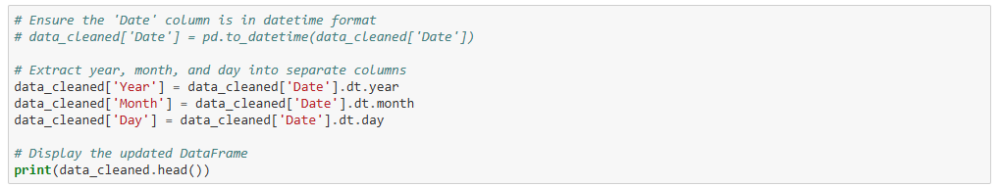 # Ensure the 'Date' column is in datetime format
# data_cleaned['Date'] = pd.to_datetime(data_cleaned['Date'])
# Extract year, month, and day into separate columns
data_cleaned['Year'] = data_cleaned['Date'].dt.year
data_cleaned['Month'] = data_cleaned['Date'].dt.month
data_cleaned['Day'] = data_cleaned['Date'].dt.day
# Display the updated DataFrame
print(data_cleaned.head())